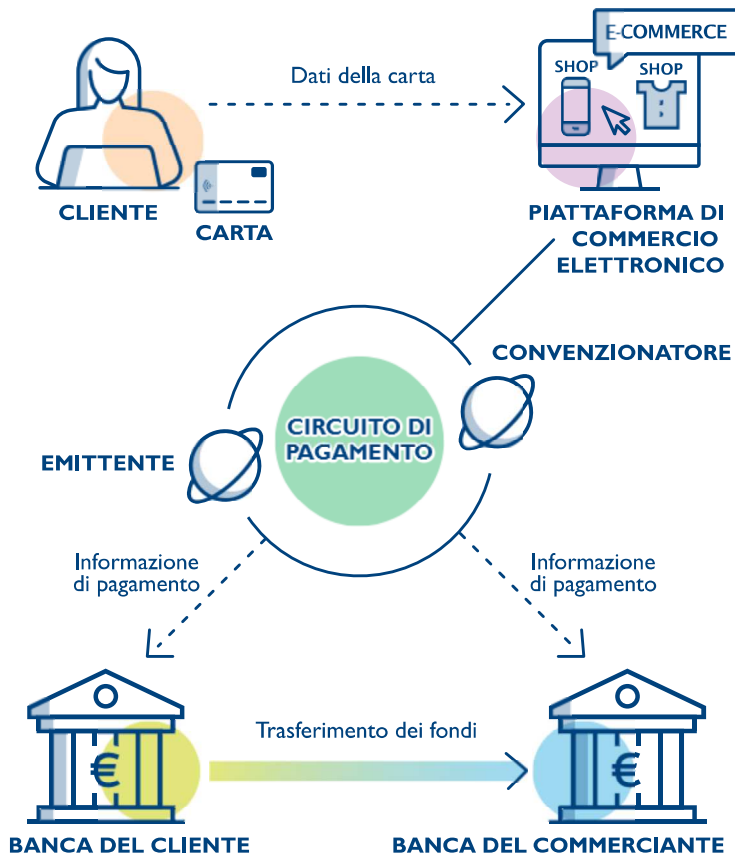 E-COMMERCE
SHOP
SHOP
Dati della carta
CLIENTE
CARTA
PIATTAFORMA DI
COMMERCIO
ELETTRONICO
CONVENZIONATORE
CIRCUITO DI
PAGAMENTO
EMITTENTE
Informazione
di pagamento
Informazione
di pagamento
Trasferimento dei fondi
€
€
BANCA DEL CLIENTE
BANCA DEL COMMERCIANTE